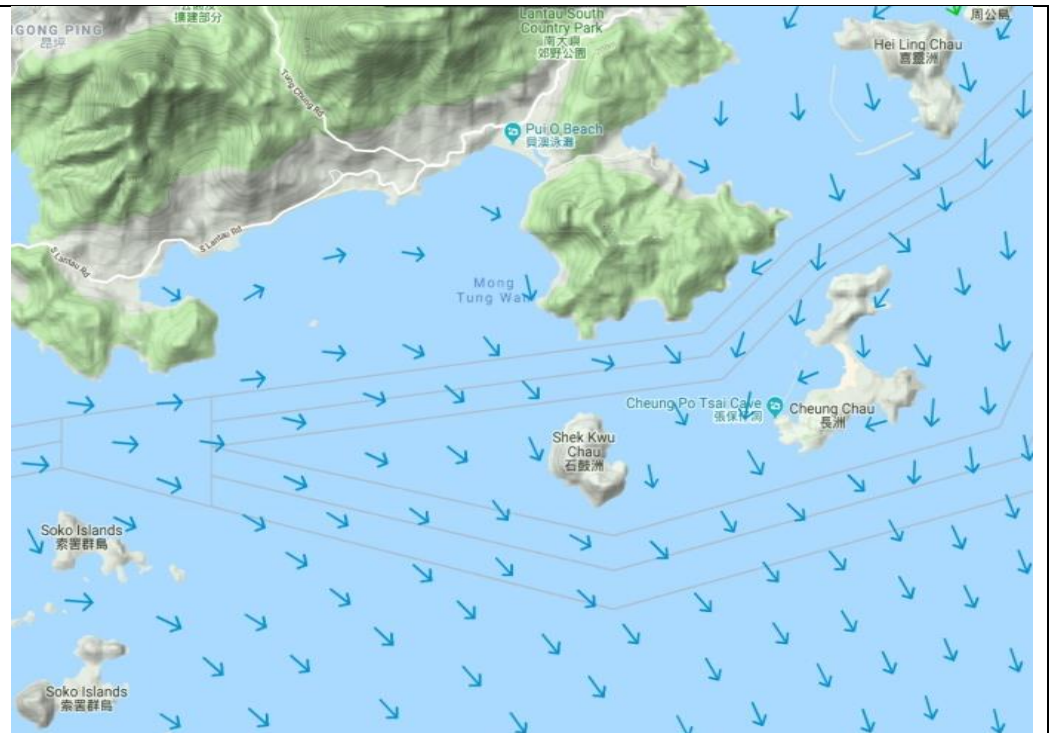 擴建部分
GONG PING
昂坪
Lantau South
Country Park
南大嶼
郊野公園
周公島
Hei Ling Chau
喜靈洲
Tung Chung Rd
Pui O Beach
貝澳泳灘
S Lantau Rd
S Lantau Rd
Mong
Tung Wan
Cheung Po Tsai Cave
張保仔洞
Cheung Chau
長洲
Shek Kwu
Chau
石鼓洲
Soko Islands
索罟群島
Soko Islands
索罟群島